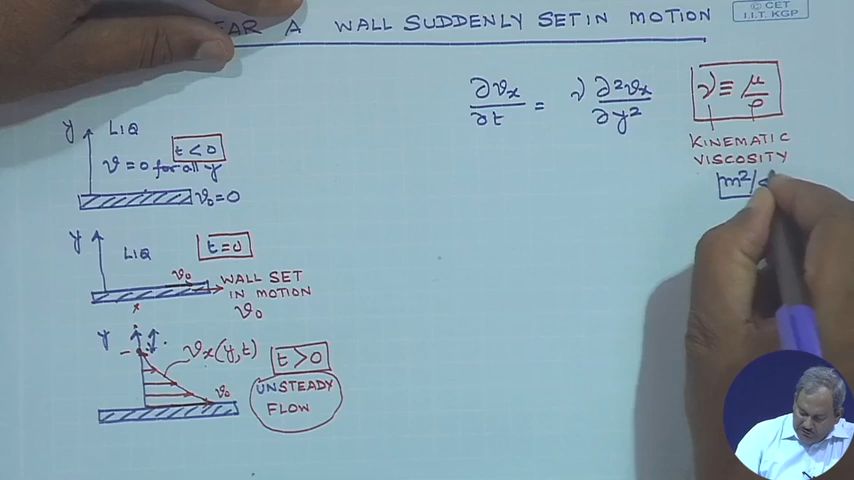 A WALL SUDDENLY SET IN MOTION
© CET
I.I.T. KGP
∂vx/∂t = ν ∂²vx/∂y²
ν ≡ μ/ρ
KINEMATIC
VISCOSITY
m²/
y LIQ
t < 0
v = 0 for all y
v₀ = 0
y
LIQ
t = 0
v₀
WALL SET
IN MOTION
v₀
y
vx(y,t)
t > 0
v₀
UNSTEADY
FLOW